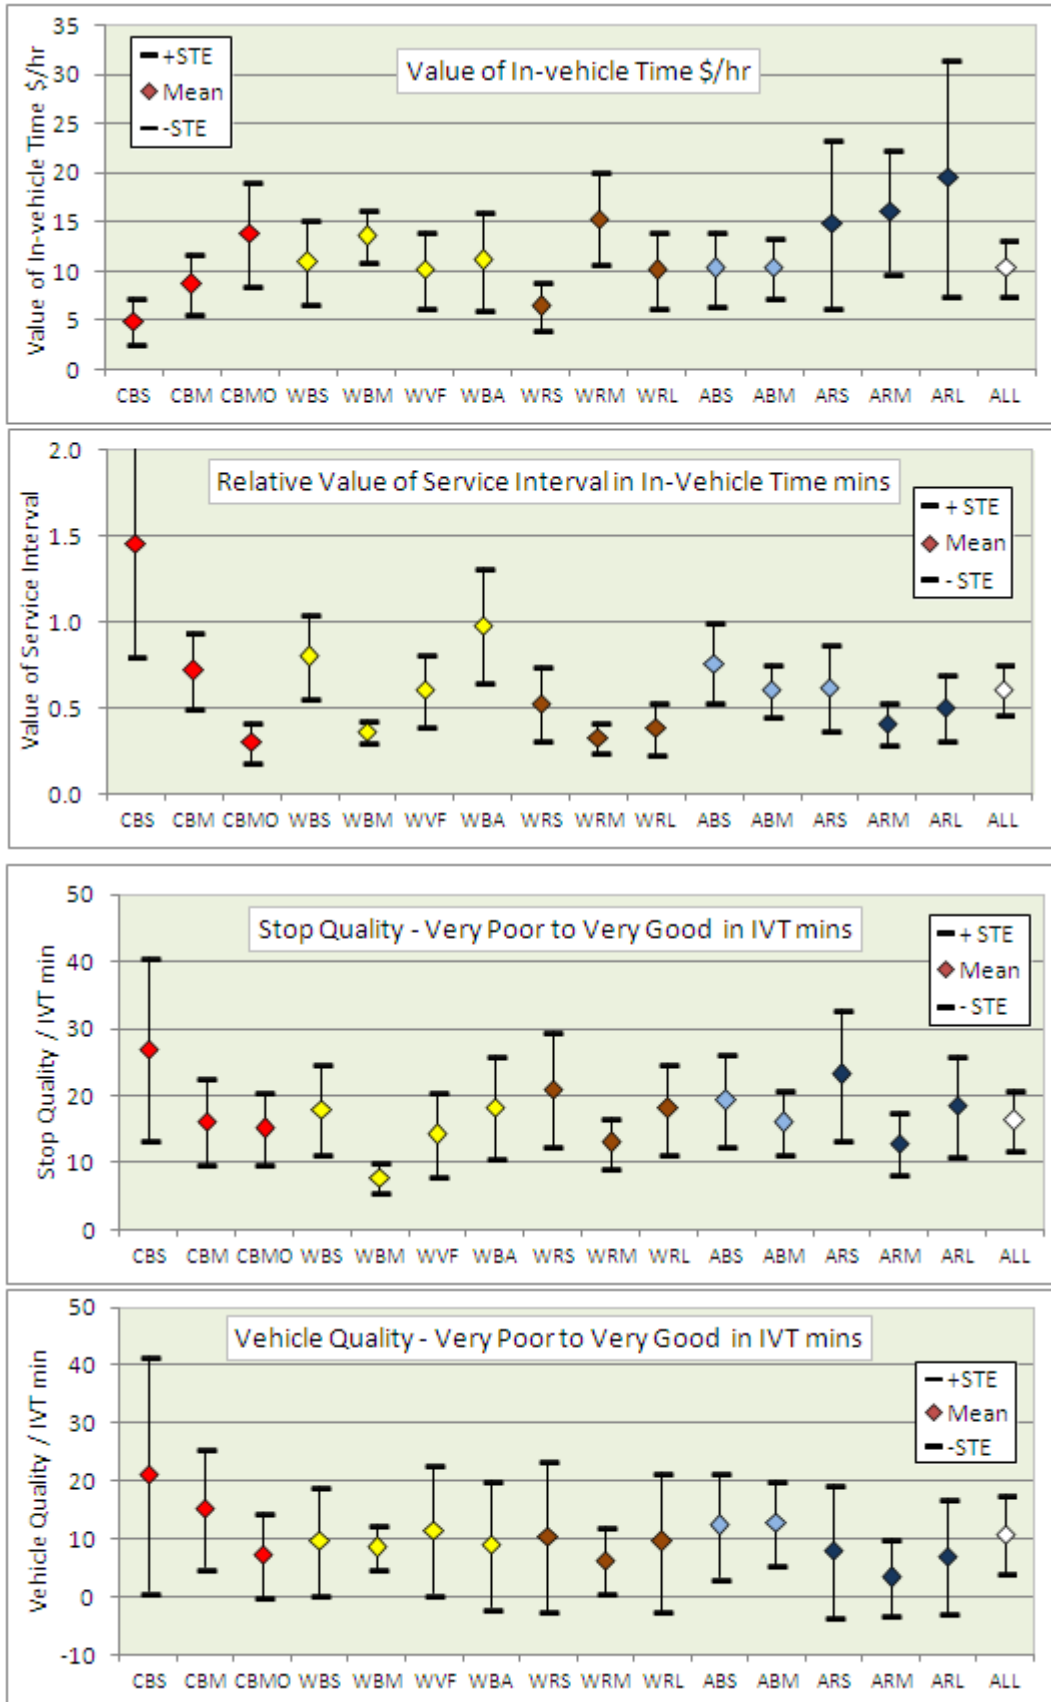 Value of In-vehicle Time $/hr
35
30
25
20
15
10
5
0
+STE
Mean
-STE
Value of In-vehicle Time $/hr
CBS CBM CBMO WBS WBM WVF WBA WRS WRM WRL ABS ABM ARS ARM ARL ALL
Value of Service Interval
2.0
1.5
1.0
0.5
0.0
Relative Value of Service Interval in In-Vehicle Time mins
+ STE
Mean
- STE
CBS CBM CBMO WBS WBM WVF WBA WRS WRM WRL ABS ABM ARS ARM ARL ALL
Stop Quality / IVT min
50
40
30
20
10
0
Stop Quality - Very Poor to Very Good in IVT mins
+ STE
Mean
- STE
CBS CBM CBMO WBS WBM WVF WBA WRS WRM WRL ABS ABM ARS ARM ARL ALL
Vehicle Quality / IVT min
50
40
30
20
10
0
-10
Vehicle Quality - Very Poor to Very Good in IVT mins
+STE
Mean
-STE
CBS CBM CBMO WBS WBM WVF WBA WRS WRM WRL ABS ABM ARS ARM ARL ALL